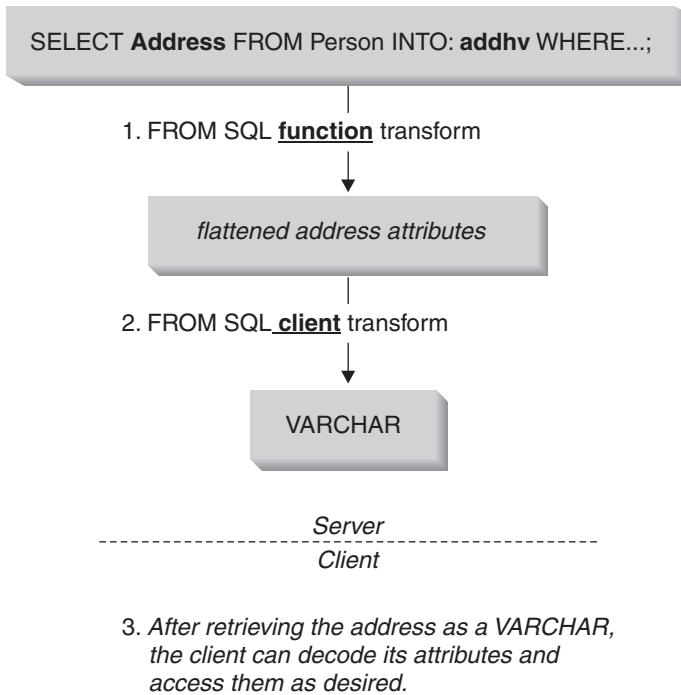 SELECT Address FROM Person INTO: addhv WHERE...;
1. FROM SQL function transform
flattened address attributes
2. FROM SQL client transform
VARCHAR
Server
Client
3. After retrieving the address as a VARCHAR,
the client can decode its attributes and
access them as desired.